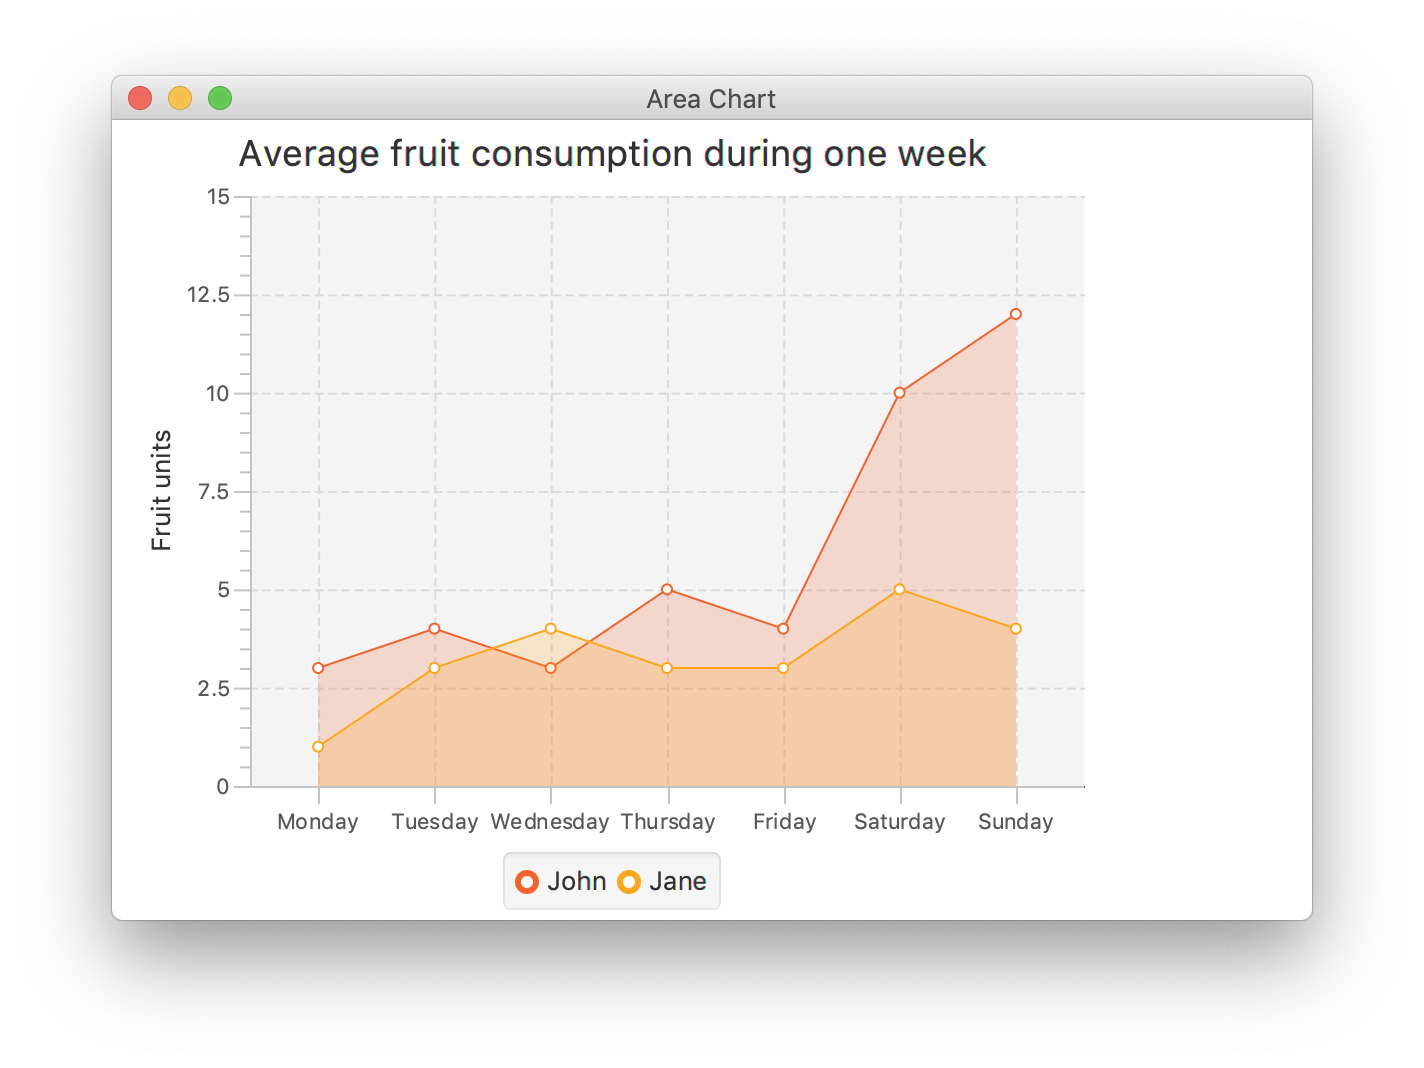 Area Chart
Average fruit consumption during one week
15
12.5
10
7.5
5
2.5
0
Fruit units
Monday Tuesday Wednesday Thursday Friday Saturday Sunday
John Jane